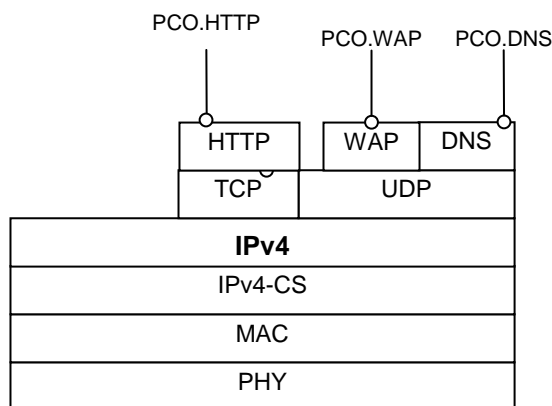 PCO.HTTP
PCO.WAP PCO.DNS
HTTP WAP DNS
TCP UDP
IPv4
IPv4-CS
MAC
PHY